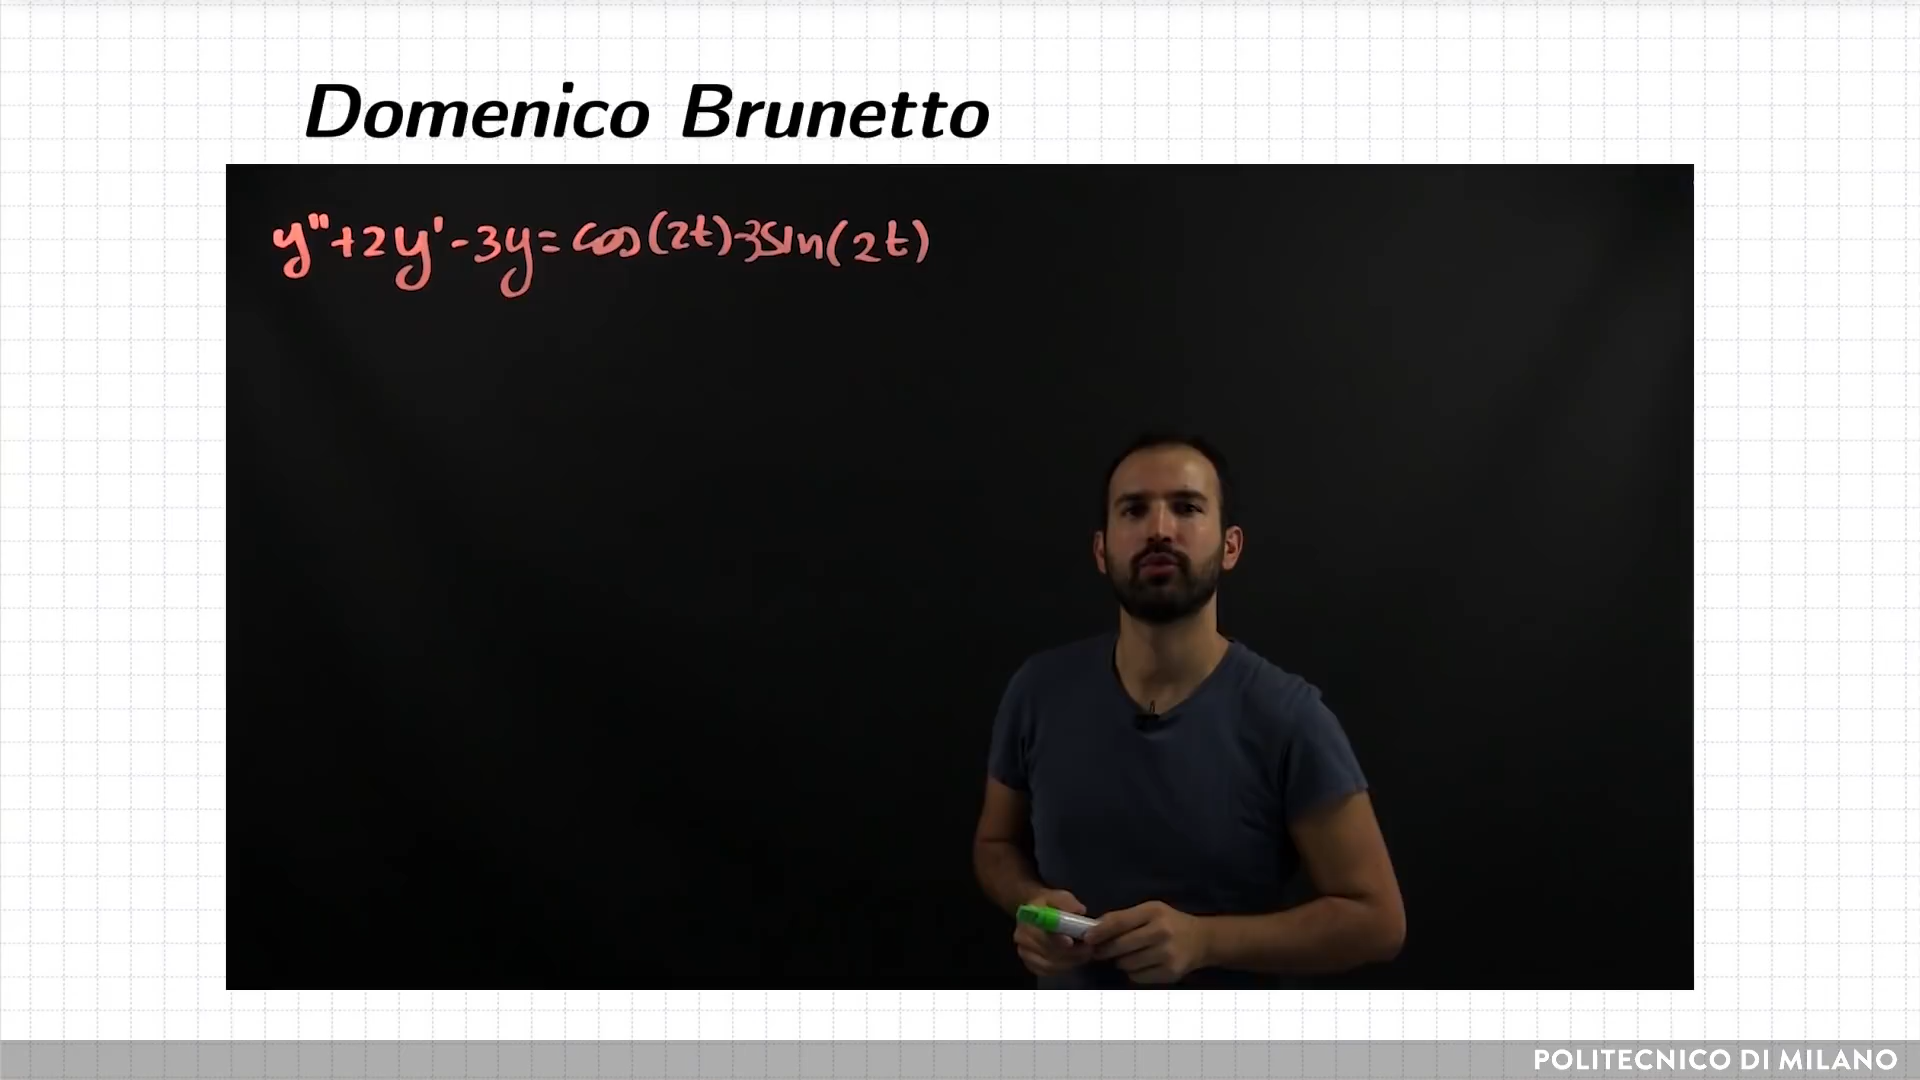 Domenico Brunetto
y"+2y'-3y=cos(2t)-3sin(2t)
POLITECNICO DI MILANO